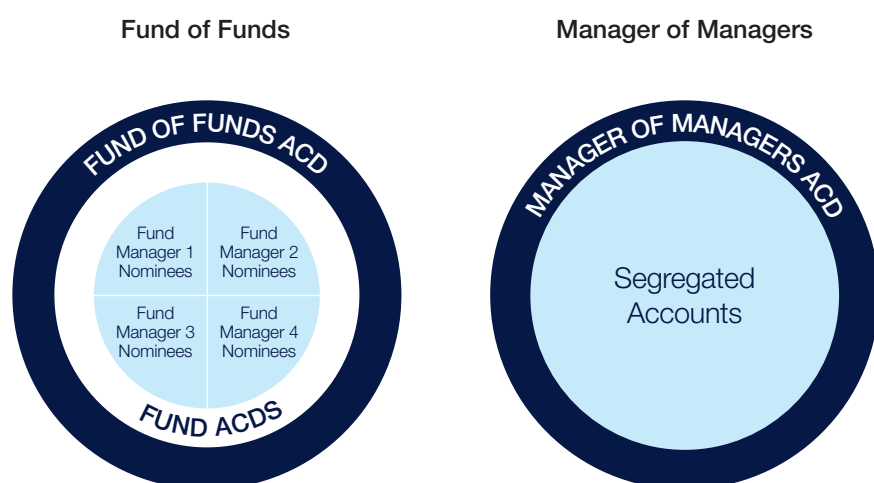 Fund of Funds
FUND OF FUNDS ACD
Fund
Manager 1
Nominees
Fund
Manager 2
Nominees
Fund
Manager 3
Nominees
Fund
Manager 4
Nominees
FUND ACDS
Manager of Managers
MANAGER OF MANAGERS ACD
Segregated
Accounts